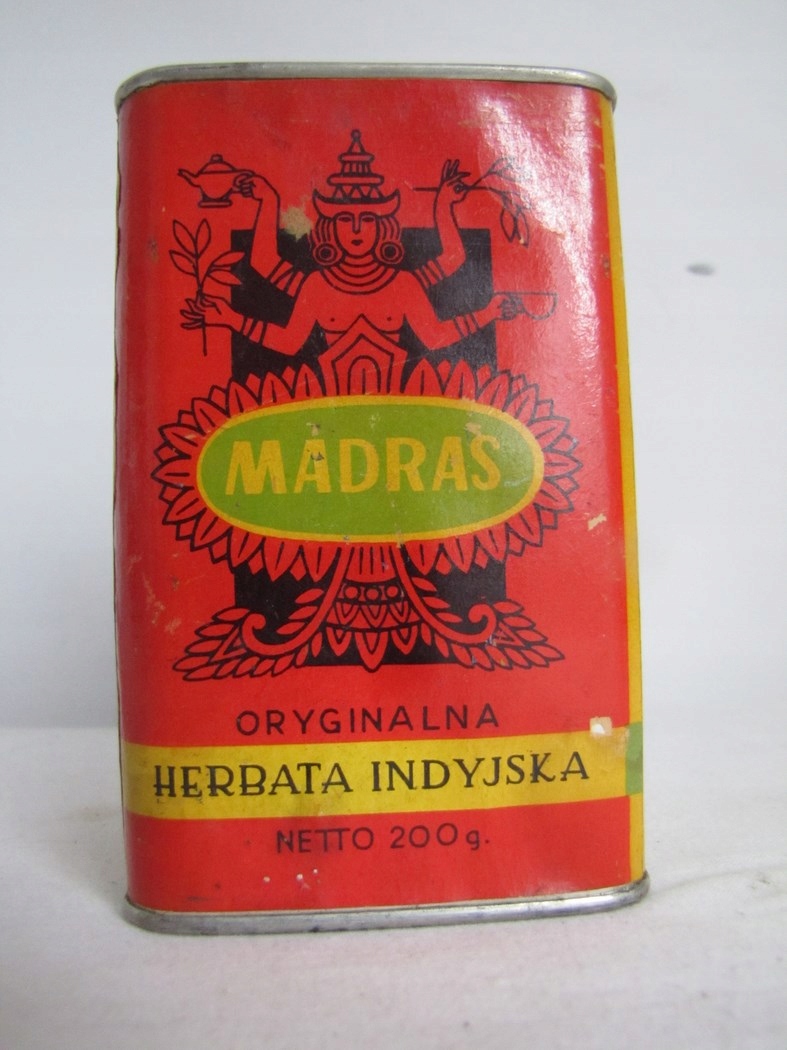 MADRAS
ORYGINALNA
HERBATA INDYJSKA
NETTO 200g.